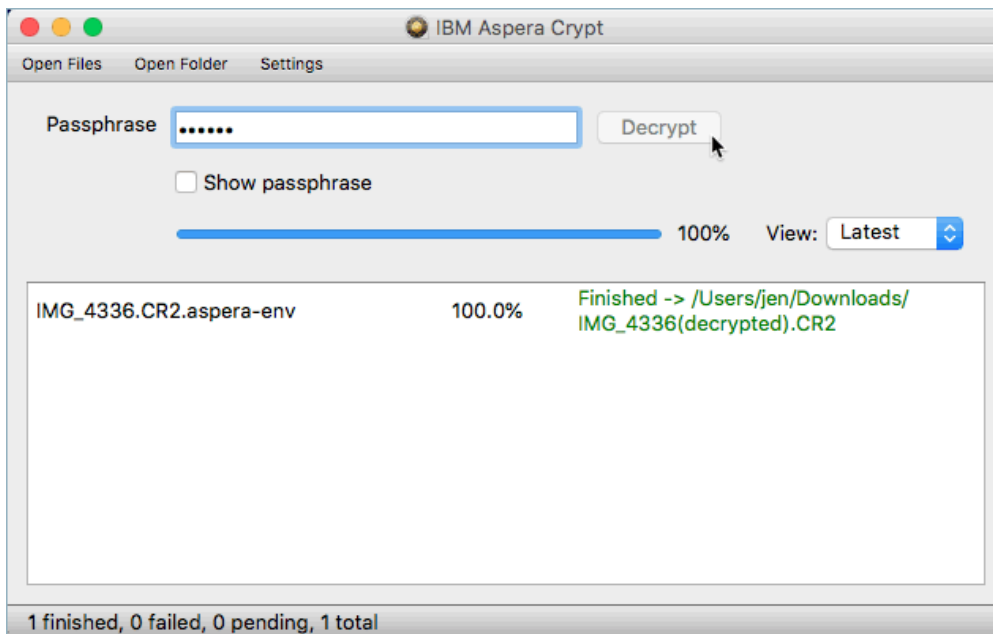 IBM Aspera Crypt
Open Files Open Folder Settings
Passphrase •••••• Decrypt
Show passphrase
100% View: Latest
IMG_4336.CR2.aspera-env 100.0% Finished -> /Users/jen/Downloads/
IMG_4336(decrypted).CR2
1 finished, 0 failed, 0 pending, 1 total